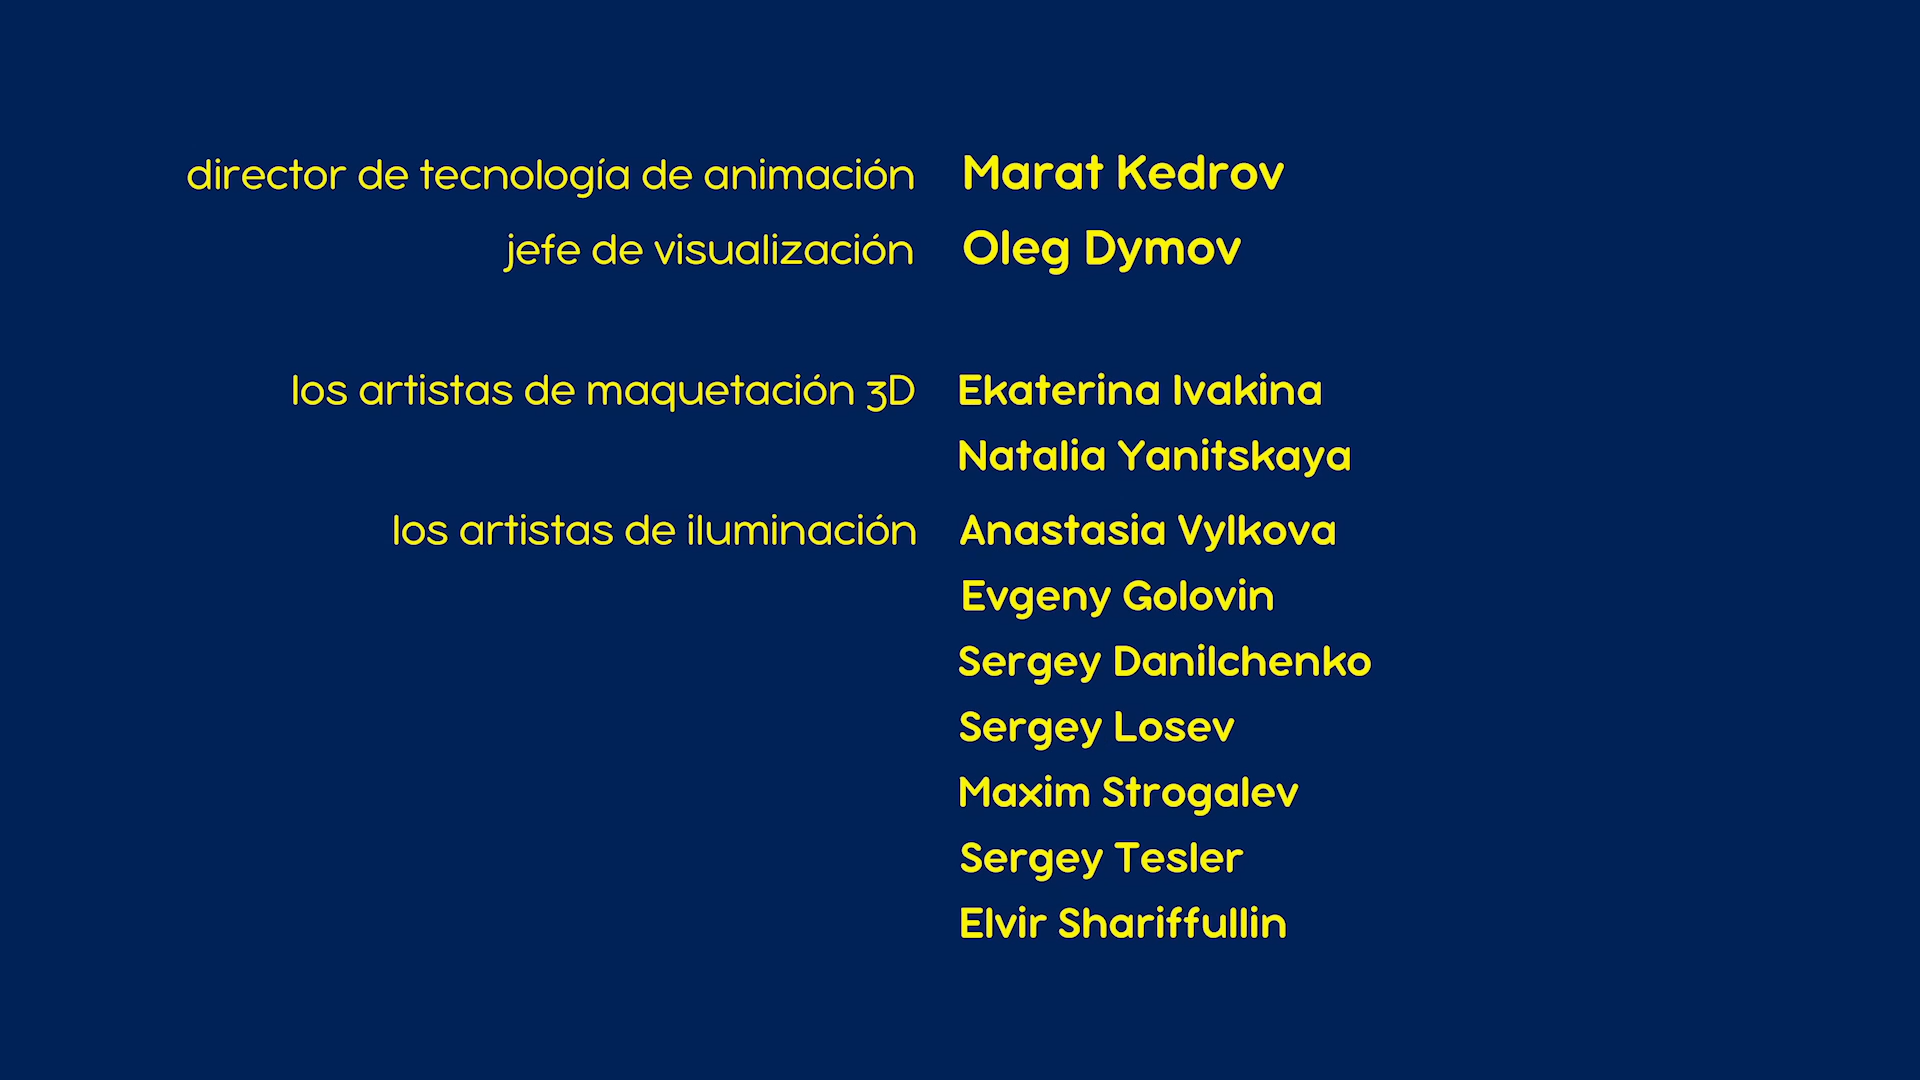 director de tecnología de animación Marat Kedrov
jefe de visualización Oleg Dymov
los artistas de maquetación 3D Ekaterina Ivakina
Natalia Yanitskaya
los artistas de iluminación Anastasia Vylkova
Evgeny Golovin
Sergey Danilchenko
Sergey Losev
Maxim Strogalev
Sergey Tesler
Elvir Shariffullin